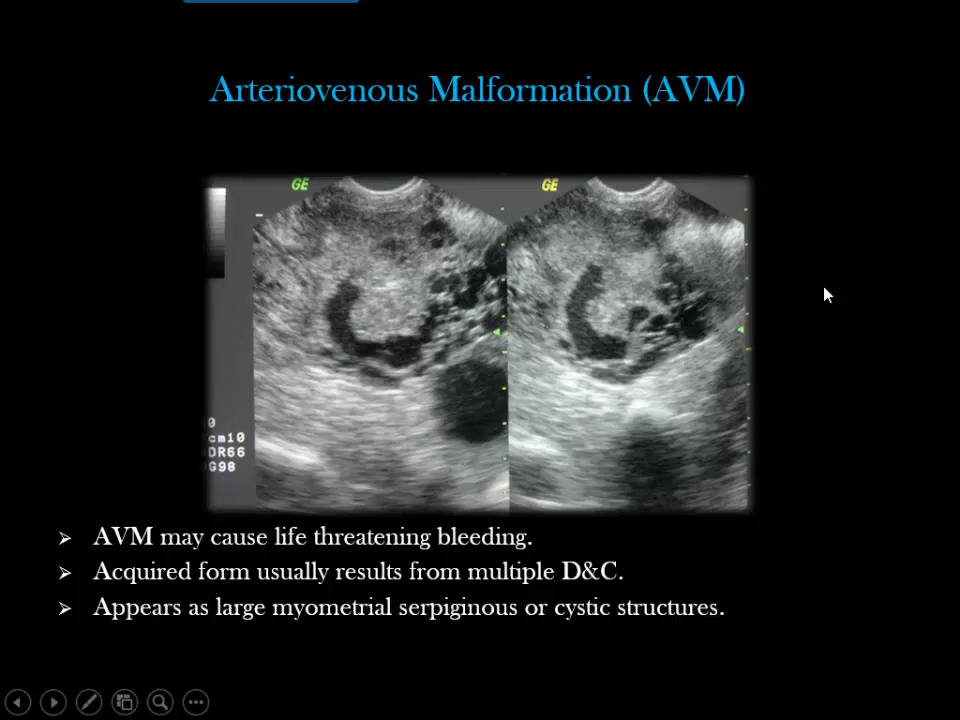 Arteriovenous Malformation (AVM)
GE GE
0
cm10
DR66
G98
➢ AVM may cause life threatening bleeding.
➢ Acquired form usually results from multiple D&C.
➢ Appears as large myometrial serpiginous or cystic structures.